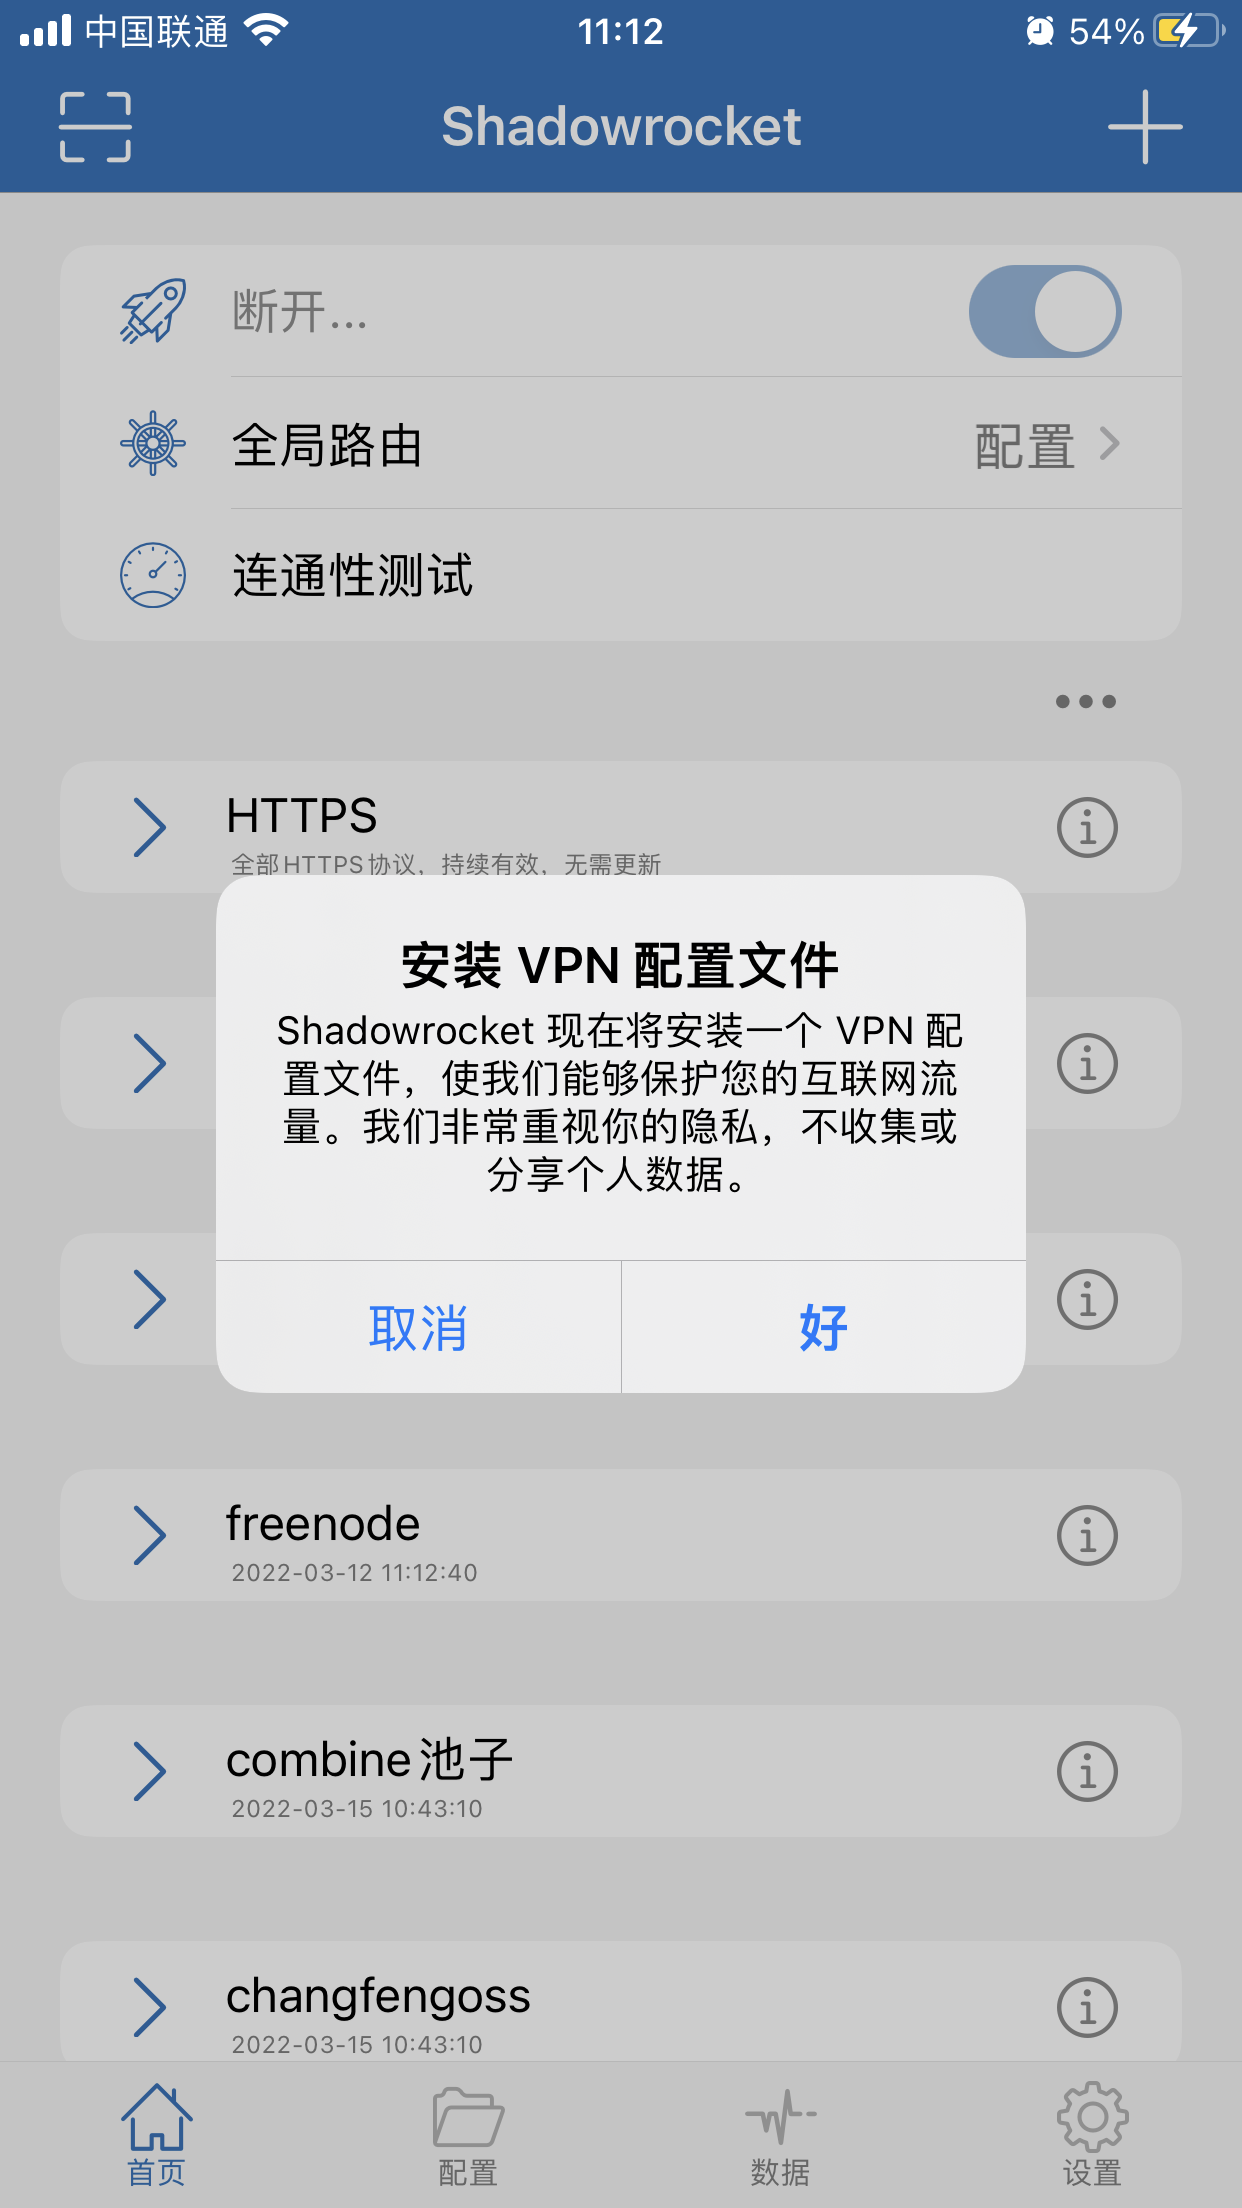 中国联通
11:12
54%
Shadowrocket
断开...
全局路由
配置
连通性测试
HTTPS
全部HTTPS协议，持续有效，无需更新
安装 VPN 配置文件
Shadowrocket 现在将安装一个 VPN 配
置文件，使我们能够保护您的互联网流
量。我们非常重视你的隐私，不收集或
分享个人数据。
取消
好
freenode
2022-03-12 11:12:40
combine池子
2022-03-15 10:43:10
changfengoss
2022-03-15 10:43:10
首页
配置
数据
设置